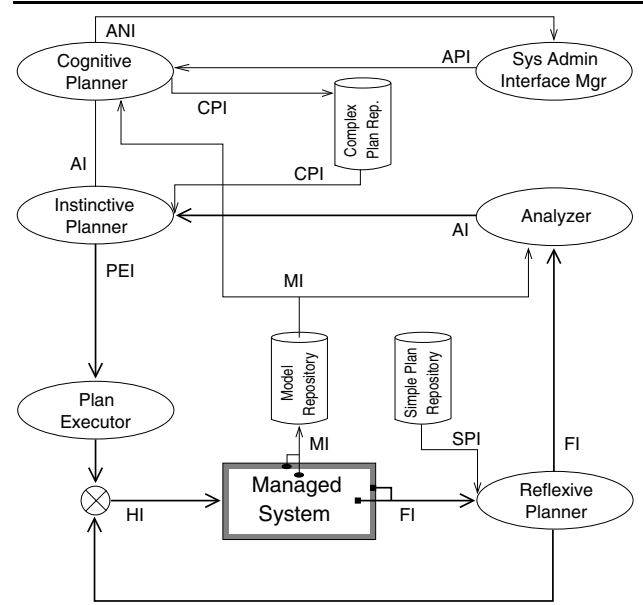 ANI
Cognitive
Planner
API
Sys Admin
Interface Mgr
CPI
Complex
Plan Rep.
AI
CPI
Instinctive
Planner
Analyzer
AI
PEI
MI
Model
Repository
Simple Plan
Repository
Plan
Executor
MI
SPI
FI
Managed
System
HI
FI
Reflexive
Planner